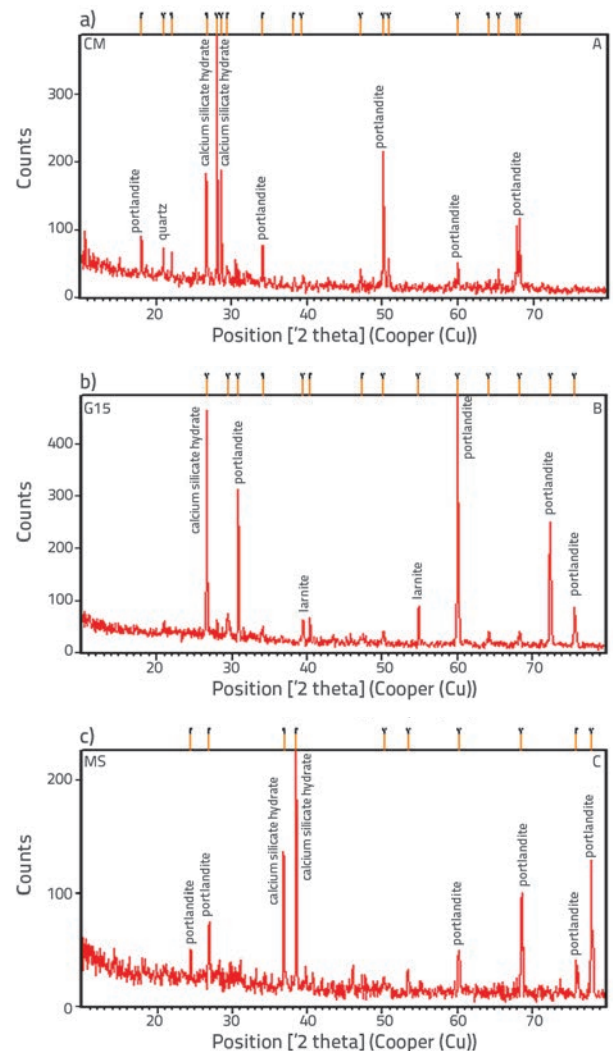 a)
CM
A
300
200
100
0
Counts
portlandite
quartz
calcium silicate hydrate
calcium silicate hydrate
portlandite
portlandite
portlandite
portlandite
20 30 40 50 60 70
Position ['2 theta] (Cooper (Cu))
b)
G15
B
400
300
200
100
0
Counts
calcium silicate hydrate
portlandite
larnite
larnite
portlandite
portlandite
portlandite
20 30 40 50 60 70
Position ['2 theta] (Cooper (Cu))
c)
MS
C
200
100
0
Counts
portlandite
portlandite
calcium silicate hydrate
calcium silicate hydrate
portlandite
portlandite
portlandite
portlandite
20 30 40 50 60 70
Position ['2 theta] (Cooper (Cu))